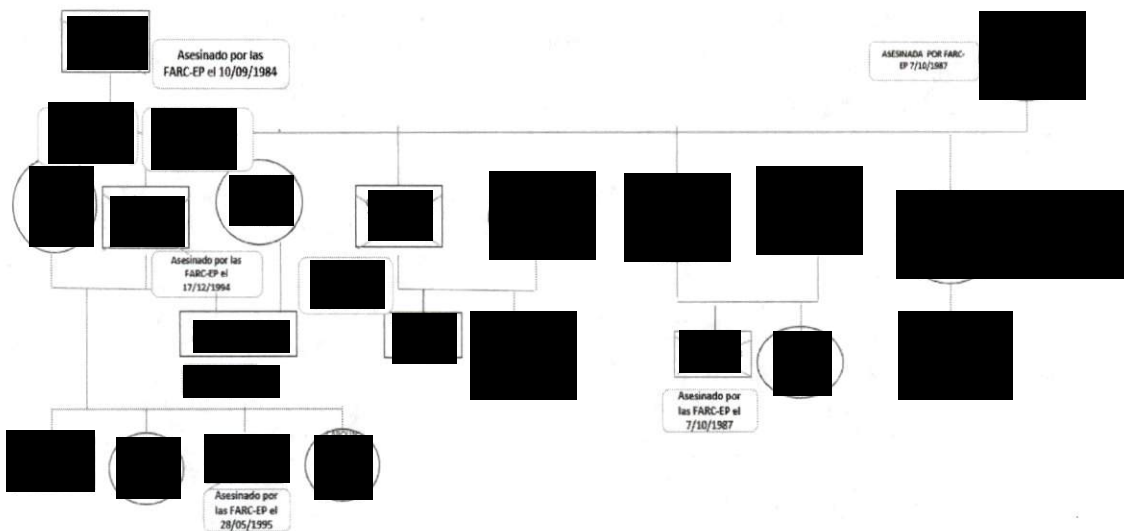 Asesinado por las
FARC-EP el 10/09/1984
ASESINADA POR FARC-
EP 7/10/1987
Asesinado por las
FARC-EP el
17/12/1994
Asesinado por
las FARC-EP el
7/10/1987
Asesinado por
las FARC-EP el
28/05/1995